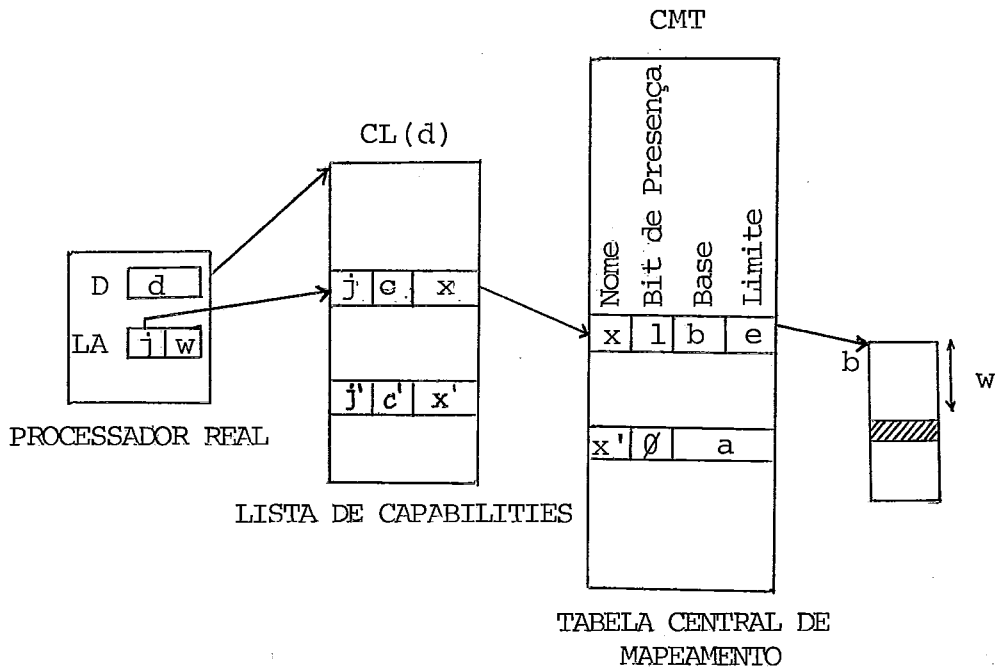 CMT
Nome
Bit de Presença
Base
Limite
CL(d)
D d
LA j w
j c x
j' c' x'
x 1 b e
x' Ø a
b
w
PROCESSADOR REAL
LISTA DE CAPABILITIES
TABELA CENTRAL DE
MAPEAMENTO